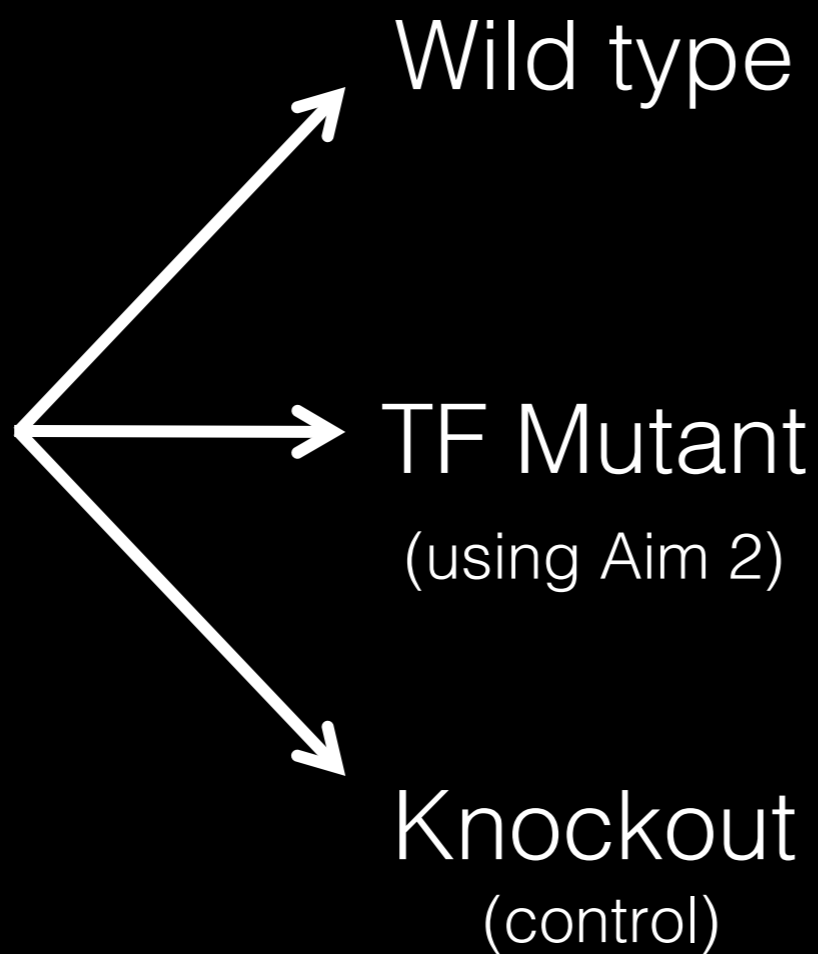 Wild type
TF Mutant
(using Aim 2)
Knockout
(control)